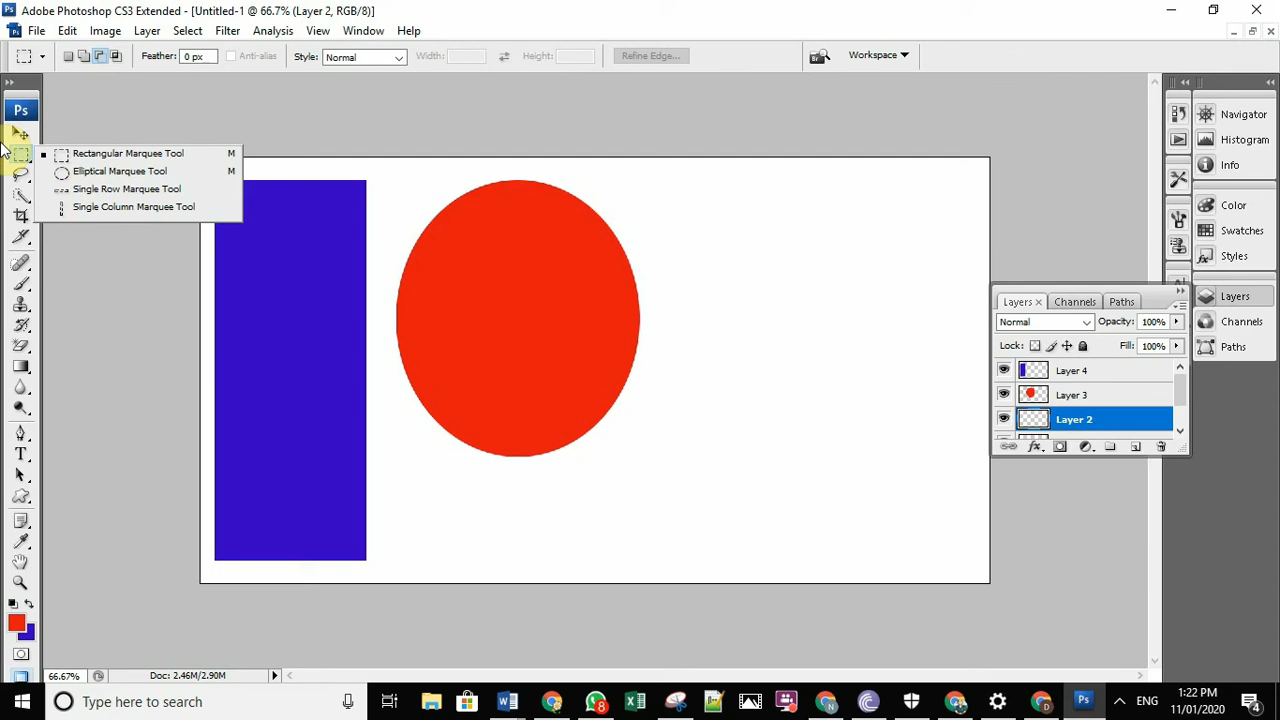 Adobe Photoshop CS3 Extended - [Untitled-1 @ 66.7% (Layer 2, RGB/8)]
File Edit Image Layer Select Filter Analysis View Window Help
Feather: 0 px Anti-alias Style: Normal Width: Height: Refine Edge... Workspace
Ps
Rectangular Marquee Tool M
Elliptical Marquee Tool M
Single Row Marquee Tool
Single Column Marquee Tool
Navigator
Histogram
Info
Color
Swatches
Styles
Layers
Channels
Paths
Layers × Channels Paths
Normal Opacity: 100%
Lock: Fill: 100%
Layer 4
Layer 3
Layer 2
66.67% Doc: 2.46M/2.90M
Type here to search
8
ENG
1:22 PM
11/01/2020
4